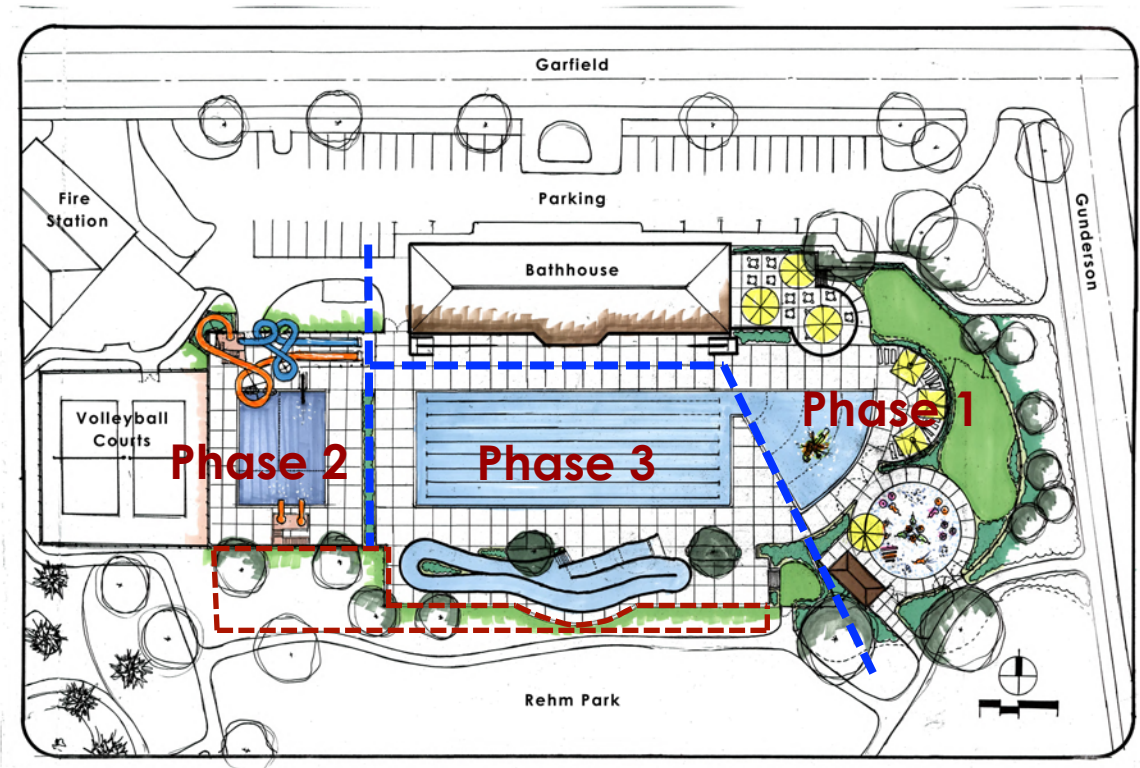 Garfield
Fire
Station
Parking
Gunderson
Bathhouse
Volleyball
Courts
Phase 1
Phase 2
Phase 3
Rehm Park